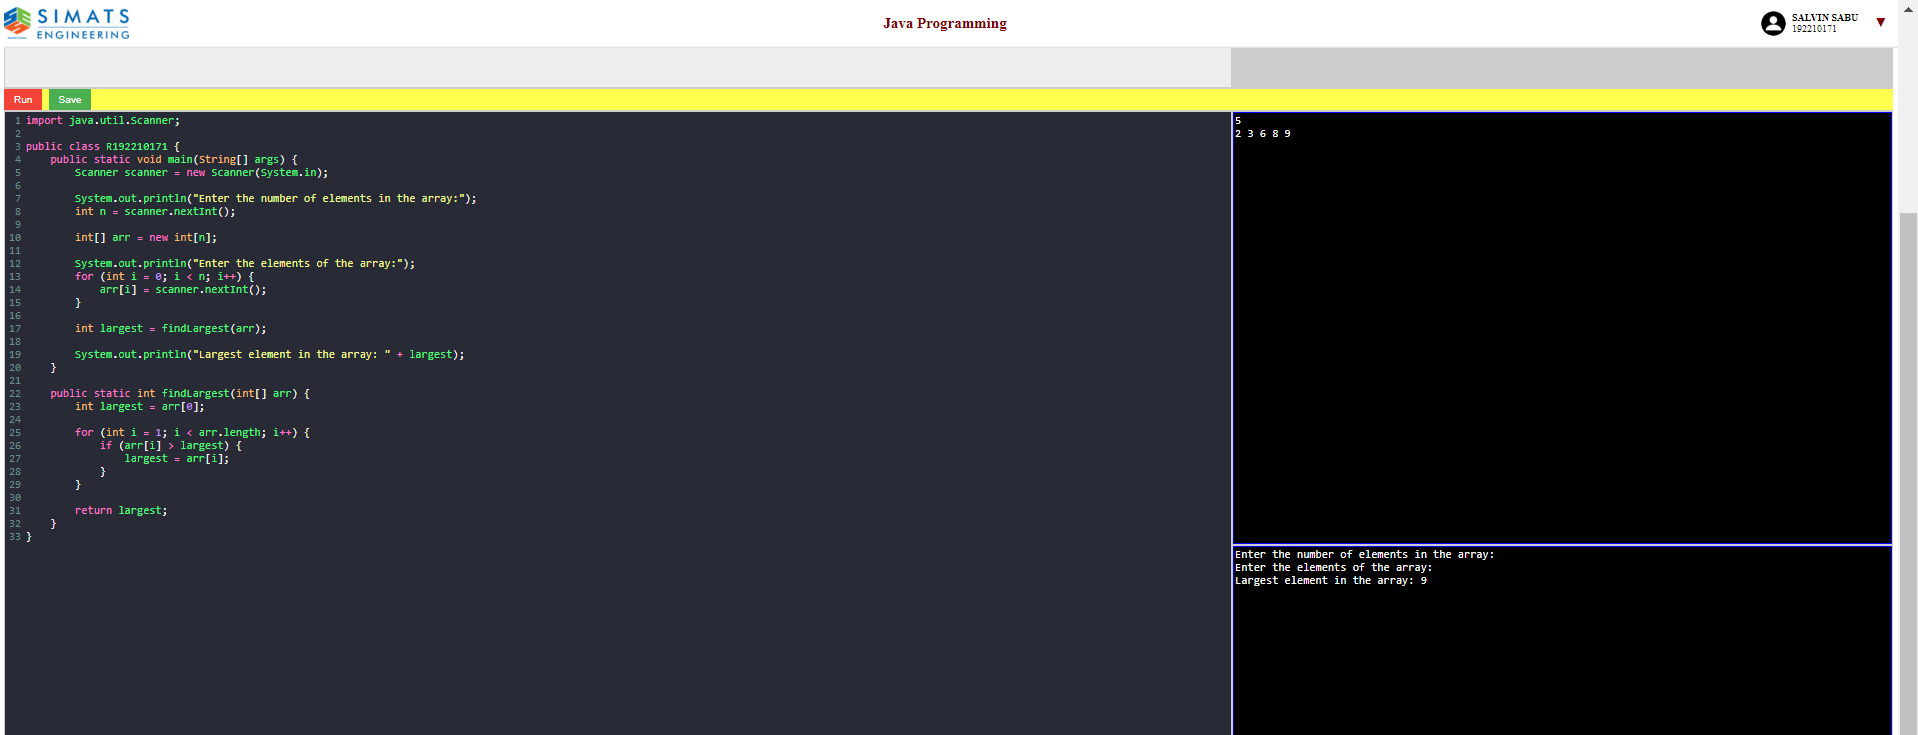 SIMATS
ENGINEERING
Java Programming
SALVIN SABU
192210171
Run Save
1 import java.util.Scanner;
2
3 public class R192210171 {
4     public static void main(String[] args) {
5         Scanner scanner = new Scanner(System.in);
6
7         System.out.println("Enter the number of elements in the array:");
8         int n = scanner.nextInt();
9
10         int[] arr = new int[n];
11
12         System.out.println("Enter the elements of the array:");
13         for (int i = 0; i < n; i++) {
14             arr[i] = scanner.nextInt();
15         }
16
17         int largest = findLargest(arr);
18
19         System.out.println("Largest element in the array: " + largest);
20     }
21
22     public static int findLargest(int[] arr) {
23         int largest = arr[0];
24
25         for (int i = 1; i < arr.length; i++) {
26             if (arr[i] > largest) {
27                 largest = arr[i];
28             }
29         }
30
31         return largest;
32     }
33 }
5
2 3 6 8 9
Enter the number of elements in the array:
Enter the elements of the array:
Largest element in the array: 9